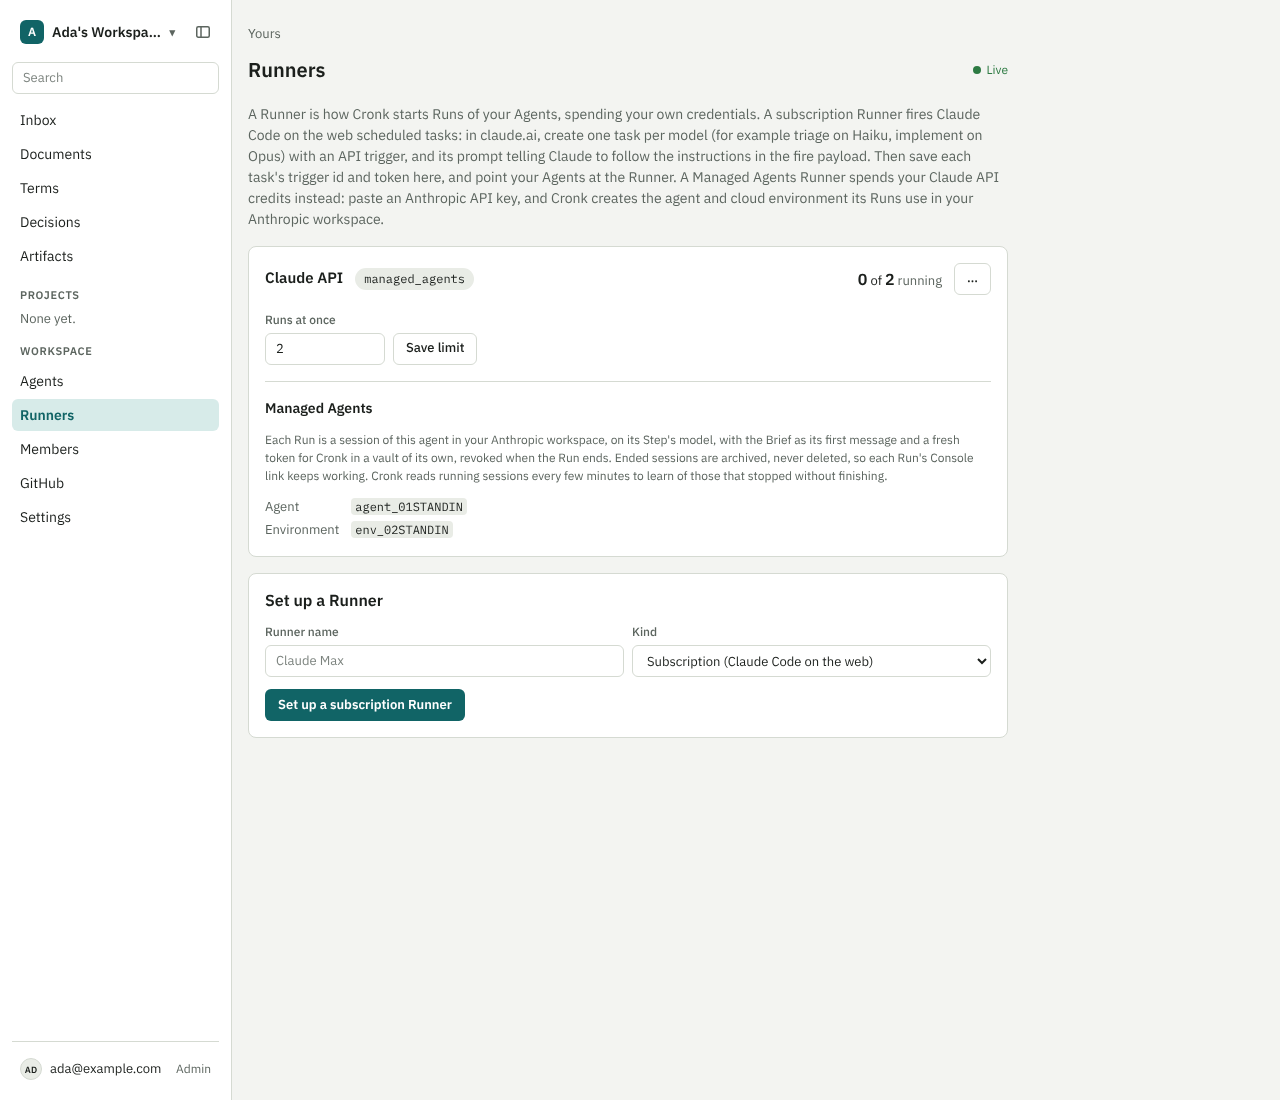 A
Ada's Workspa... ▾
Search
Inbox
Documents
Terms
Decisions
Artifacts
PROJECTS
None yet.
WORKSPACE
Agents
Runners
Members
GitHub
Settings
AD
ada@example.com
Admin
Yours
Runners
Live
A Runner is how Cronk starts Runs of your Agents, spending your own credentials. A subscription Runner fires Claude
Code on the web scheduled tasks: in claude.ai, create one task per model (for example triage on Haiku, implement on
Opus) with an API trigger, and its prompt telling Claude to follow the instructions in the fire payload. Then save each
task's trigger id and token here, and point your Agents at the Runner. A Managed Agents Runner spends your Claude API
credits instead: paste an Anthropic API key, and Cronk creates the agent and cloud environment its Runs use in your
Anthropic workspace.
Claude API
managed_agents
0 of 2 running
...
Runs at once
2
Save limit
Managed Agents
Each Run is a session of this agent in your Anthropic workspace, on its Step's model, with the Brief as its first message and a fresh
token for Cronk in a vault of its own, revoked when the Run ends. Ended sessions are archived, never deleted, so each Run's Console
link keeps working. Cronk reads running sessions every few minutes to learn of those that stopped without finishing.
Agent agent_01STANDIN
Environment env_02STANDIN
Set up a Runner
Runner name
Claude Max
Kind
Subscription (Claude Code on the web)
Set up a subscription Runner